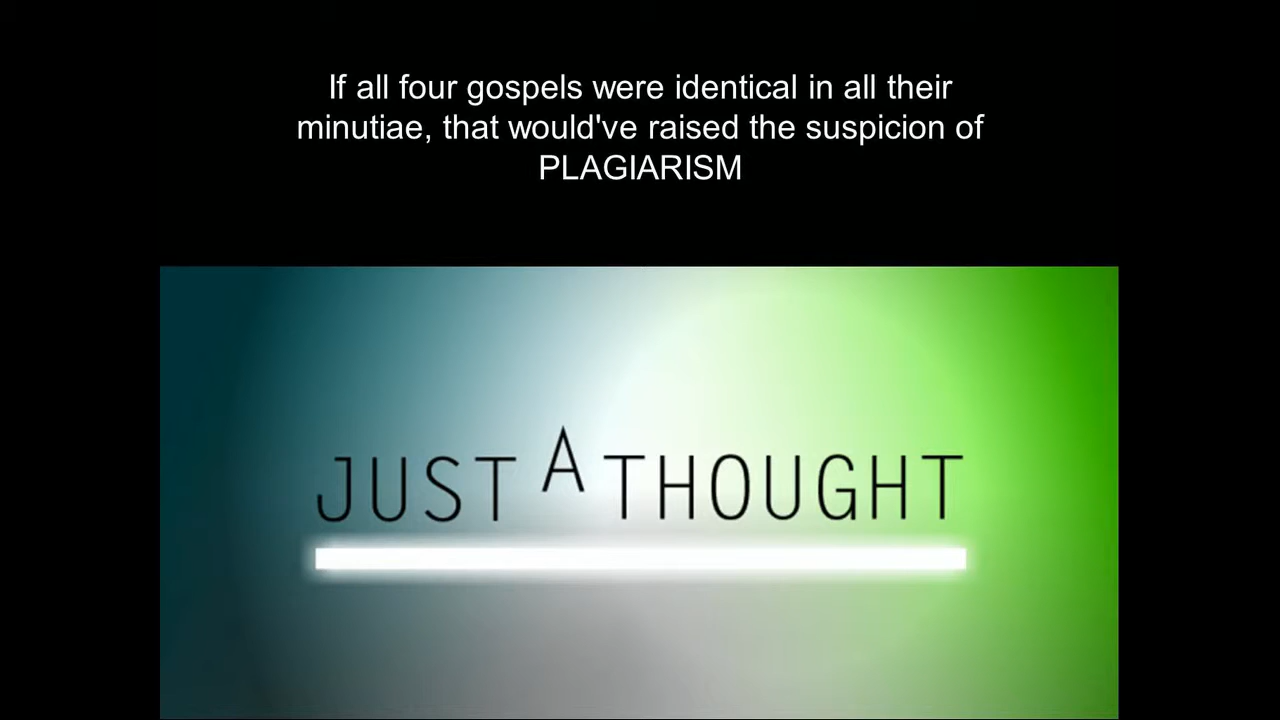 If all four gospels were identical in all their
minutiae, that would've raised the suspicion of
PLAGIARISM
JUST A THOUGHT